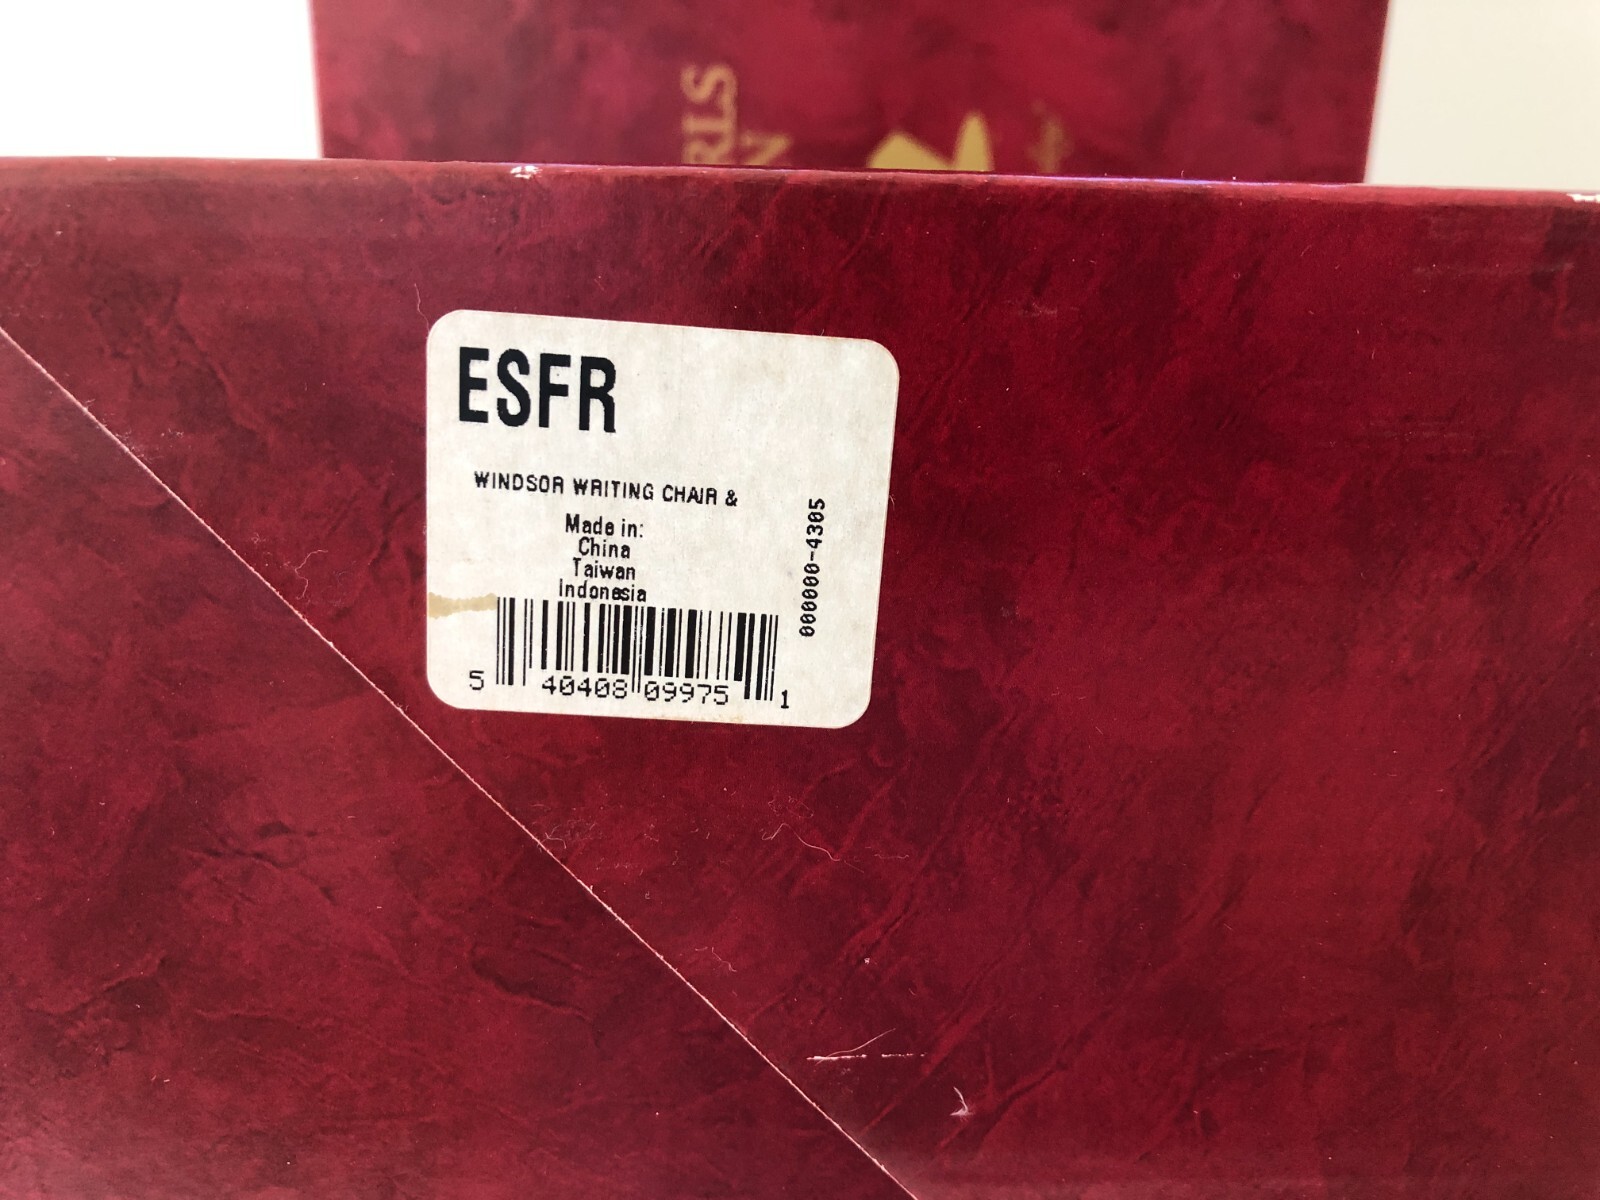 ESFR
WINDSOR WRITING CHAIR &
Made in:
China
Taiwan
Indonesia
5 40408 09975 1
000000-4305